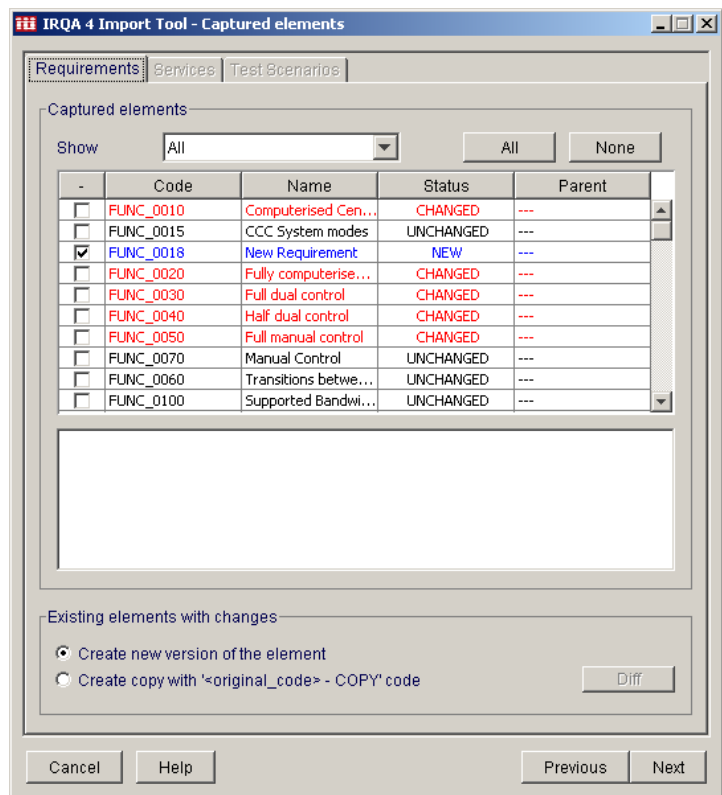 IRQA 4 Import Tool - Captured elements
Requirements Services Test Scenarios
Captured elements
Show All All None
- Code Name Status Parent
FUNC_0010 Computerised Cen... CHANGED ---
FUNC_0015 CCC System modes UNCHANGED ---
FUNC_0018 New Requirement NEW ---
FUNC_0020 Fully computerise... CHANGED ---
FUNC_0030 Full dual control CHANGED ---
FUNC_0040 Half dual control CHANGED ---
FUNC_0050 Full manual control CHANGED ---
FUNC_0070 Manual Control UNCHANGED ---
FUNC_0060 Transitions betwe... UNCHANGED ---
FUNC_0100 Supported Bandwi... UNCHANGED ---
Existing elements with changes
Create new version of the element
Create copy with '<original_code> - COPY' code Diff
Cancel Help Previous Next